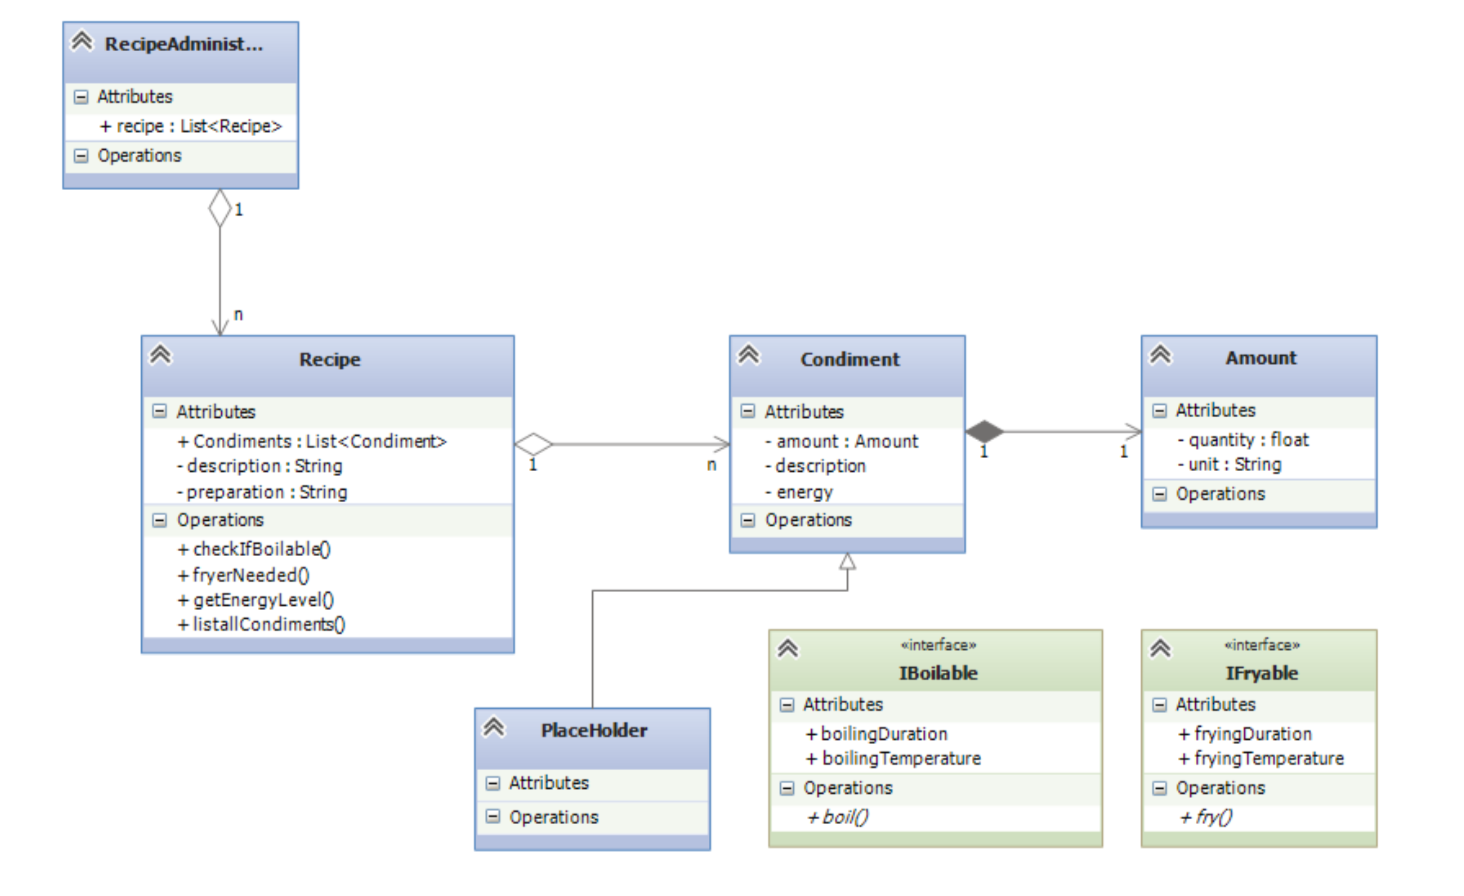 RecipeAdminist...
Attributes
+ recipe : List<Recipe>
Operations
1
n
Recipe
Attributes
+ Condiments : List<Condiment>
- description : String
- preparation : String
Operations
+ checkIfBoilable()
+ fryerNeeded()
+ getEnergyLevel()
+ listallCondiments()
1
n
Condiment
Attributes
- amount : Amount
- description
- energy
Operations
1
1
Amount
Attributes
- quantity : float
- unit : String
Operations
PlaceHolder
Attributes
Operations
«interface»
IBoilable
Attributes
+ boilingDuration
+ boilingTemperature
Operations
+ boil()
«interface»
IFryable
Attributes
+ fryingDuration
+ fryingTemperature
Operations
+ fry()